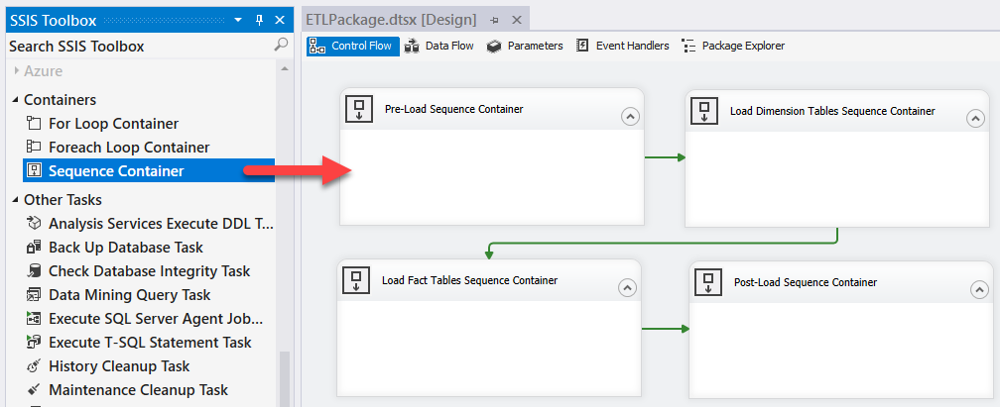 SSIS Toolbox
Search SSIS Toolbox
Azure
Containers
For Loop Container
Foreach Loop Container
Sequence Container
Other Tasks
Analysis Services Execute DDL T...
Back Up Database Task
Check Database Integrity Task
Data Mining Query Task
Execute SQL Server Agent Job...
Execute T-SQL Statement Task
History Cleanup Task
Maintenance Cleanup Task
ETLPackage.dtsx [Design]
Control Flow
Data Flow
Parameters
Event Handlers
Package Explorer
Pre-Load Sequence Container
Load Dimension Tables Sequence Container
Load Fact Tables Sequence Container
Post-Load Sequence Container